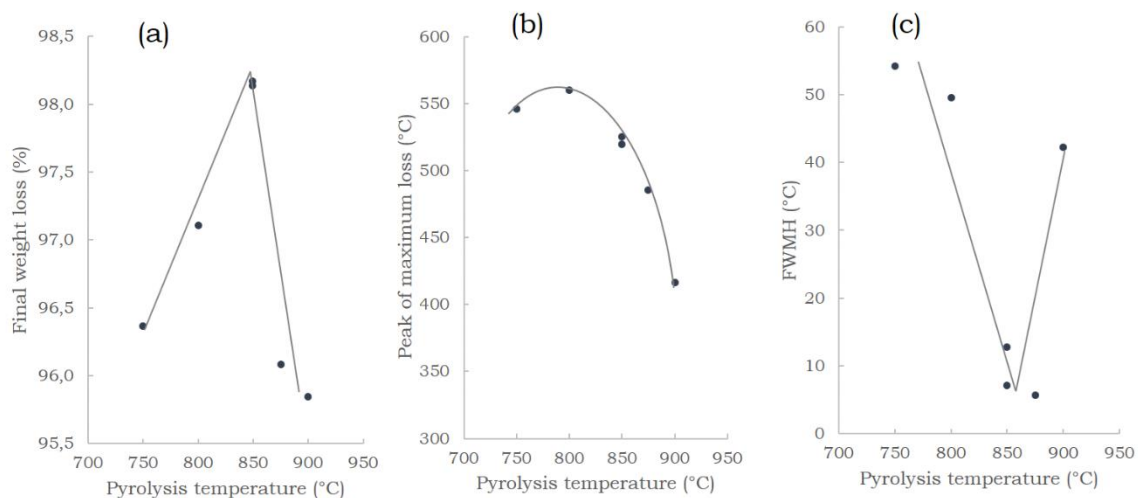 (a)
98,5
98,0
97,5
97,0
96,5
96,0
95,5
Final weight loss (%)
700 750 800 850 900 950
Pyrolysis temperature (°C)
(b)
600
550
500
450
400
350
300
Peak of maximum loss (°C)
700 750 800 850 900 950
Pyrolysis temperature (°C)
(c)
60
50
40
30
20
10
0
FWMH (°C)
700 750 800 850 900 950
Pyrolysis temperature (°C)